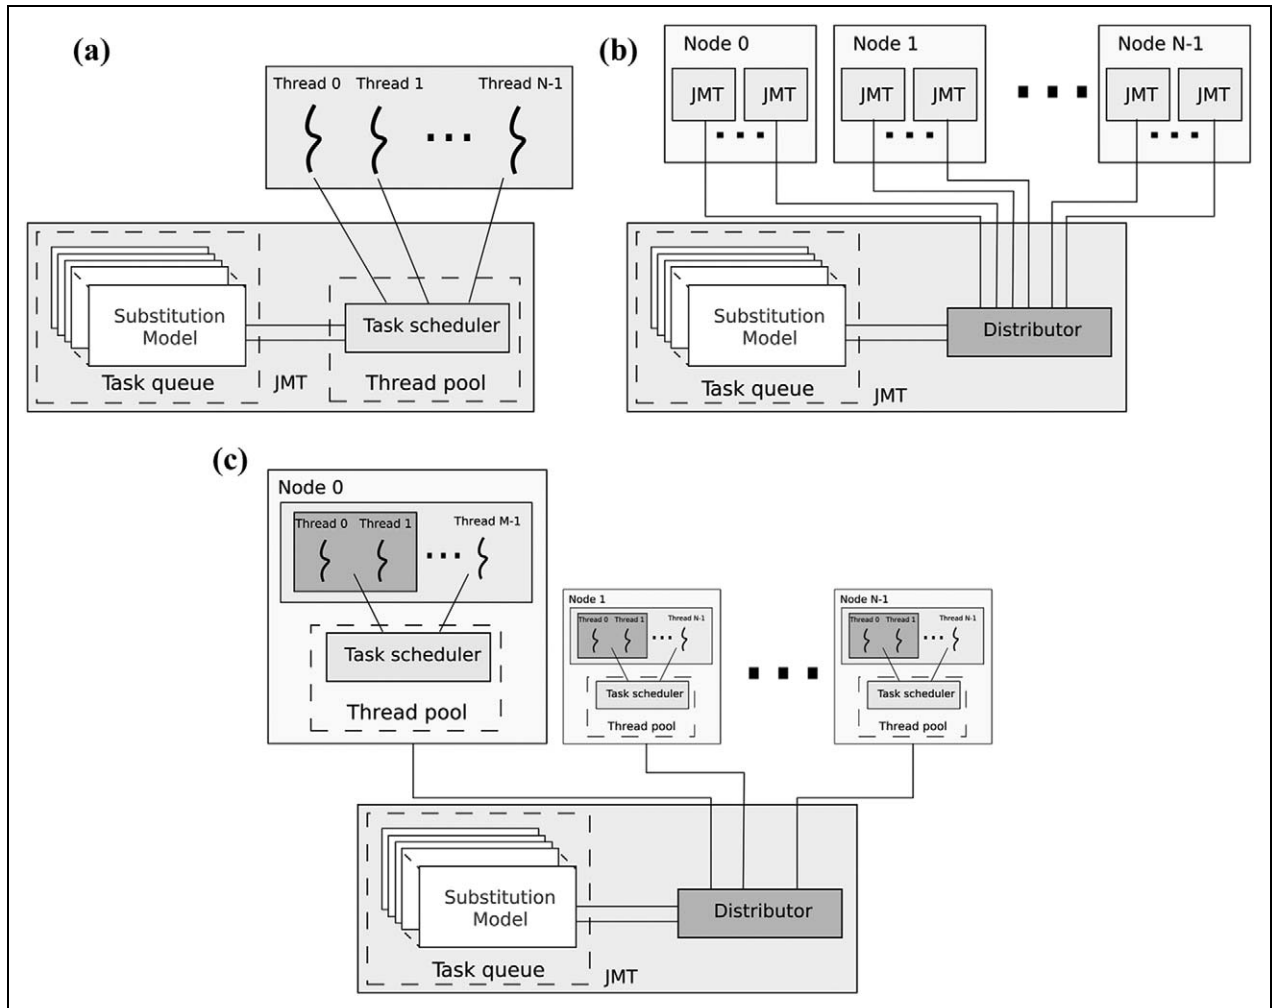 (a)
Thread 0 Thread 1 Thread N-1
Substitution
Model
Task scheduler
Task queue
JMT
Thread pool
(b)
Node 0 Node 1 Node N-1
JMT JMT JMT JMT JMT JMT
Substitution
Model
Distributor
Task queue
JMT
(c)
Node 0
Thread 0 Thread 1 Thread M-1
Task scheduler
Thread pool
Node 1
Thread 0 Thread 1 Thread N-1
Task scheduler
Thread pool
Node N-1
Thread 0 Thread 1 Thread N-1
Task scheduler
Thread pool
Substitution
Model
Distributor
Task queue
JMT